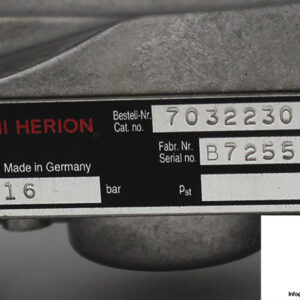 HERION
Bestell-Nr.
Cat. no.
7032230
Made in Germany
Fabr. Nr.
Serial no.
B7255
16
bar
Pst